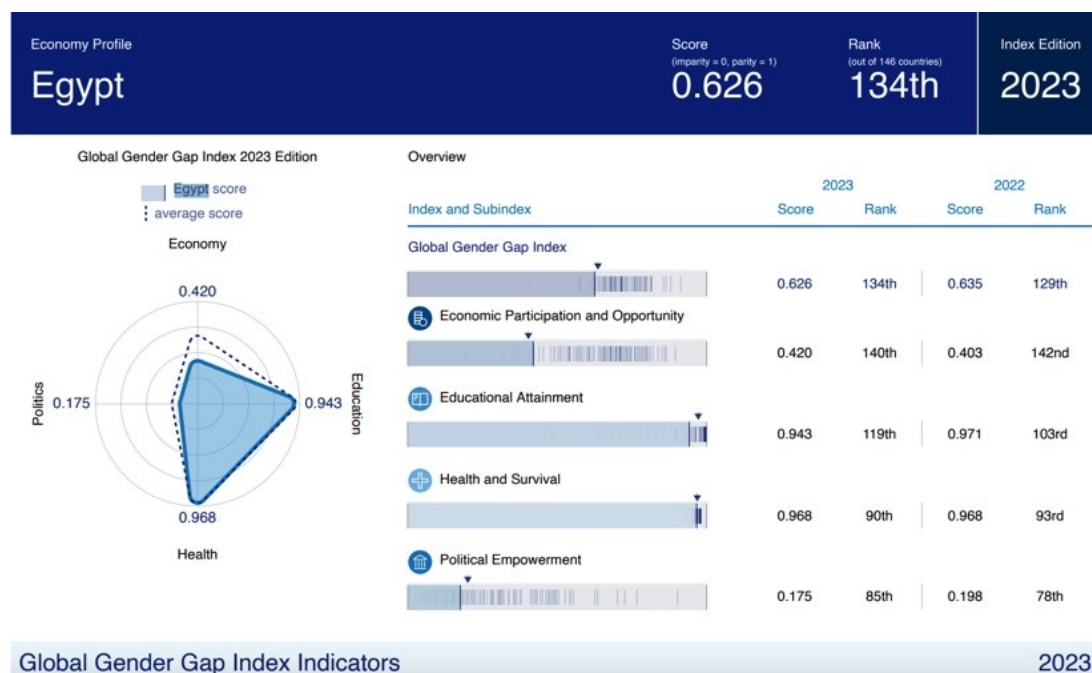 Economy Profile
Egypt
Score
(imparity = 0, parity = 1)
0.626
Rank
(out of 146 countries)
134th
Index Edition
2023
Global Gender Gap Index 2023 Edition
Egypt score
average score
Economy
0.420
Politics
0.175
0.943
Education
0.968
Health
Overview
2023 2022
Index and Subindex Score Rank Score Rank
Global Gender Gap Index
0.626 134th 0.635 129th
Economic Participation and Opportunity
0.420 140th 0.403 142nd
Educational Attainment
0.943 119th 0.971 103rd
Health and Survival
0.968 90th 0.968 93rd
Political Empowerment
0.175 85th 0.198 78th
Global Gender Gap Index Indicators 2023